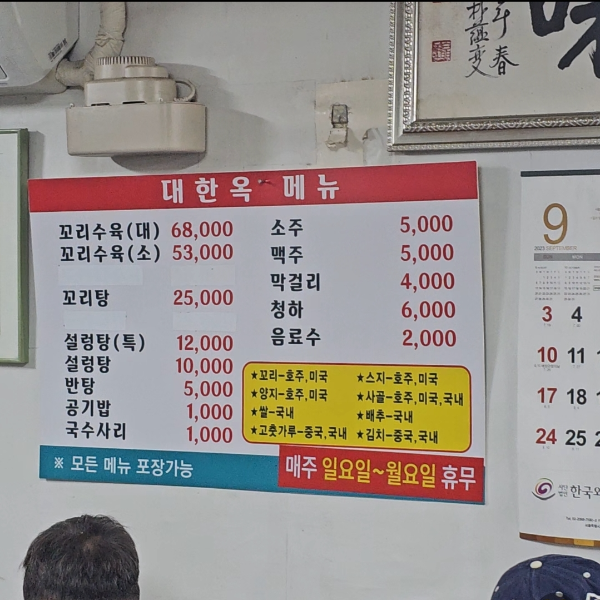 대한옥 메뉴
꼬리수육(대) 68,000
꼬리수육(소) 53,000
꼬리탕 25,000
설렁탕(특) 12,000
설렁탕 10,000
반탕 5,000
공기밥 1,000
국수사리 1,000
소주 5,000
맥주 5,000
막걸리 4,000
청하 6,000
음료수 2,000
★꼬리-호주,미국 ★스지-호주,미국
★양지-호주,미국 ★사골-호주,미국,국내
★쌀-국내 ★배추-국내
★고춧가루-중국,국내 ★김치-중국,국내
※ 모든 메뉴 포장가능
매주 일요일~월요일 휴무
9
2023 SEPTEMBER
3 4
10 11
17 18
24 25